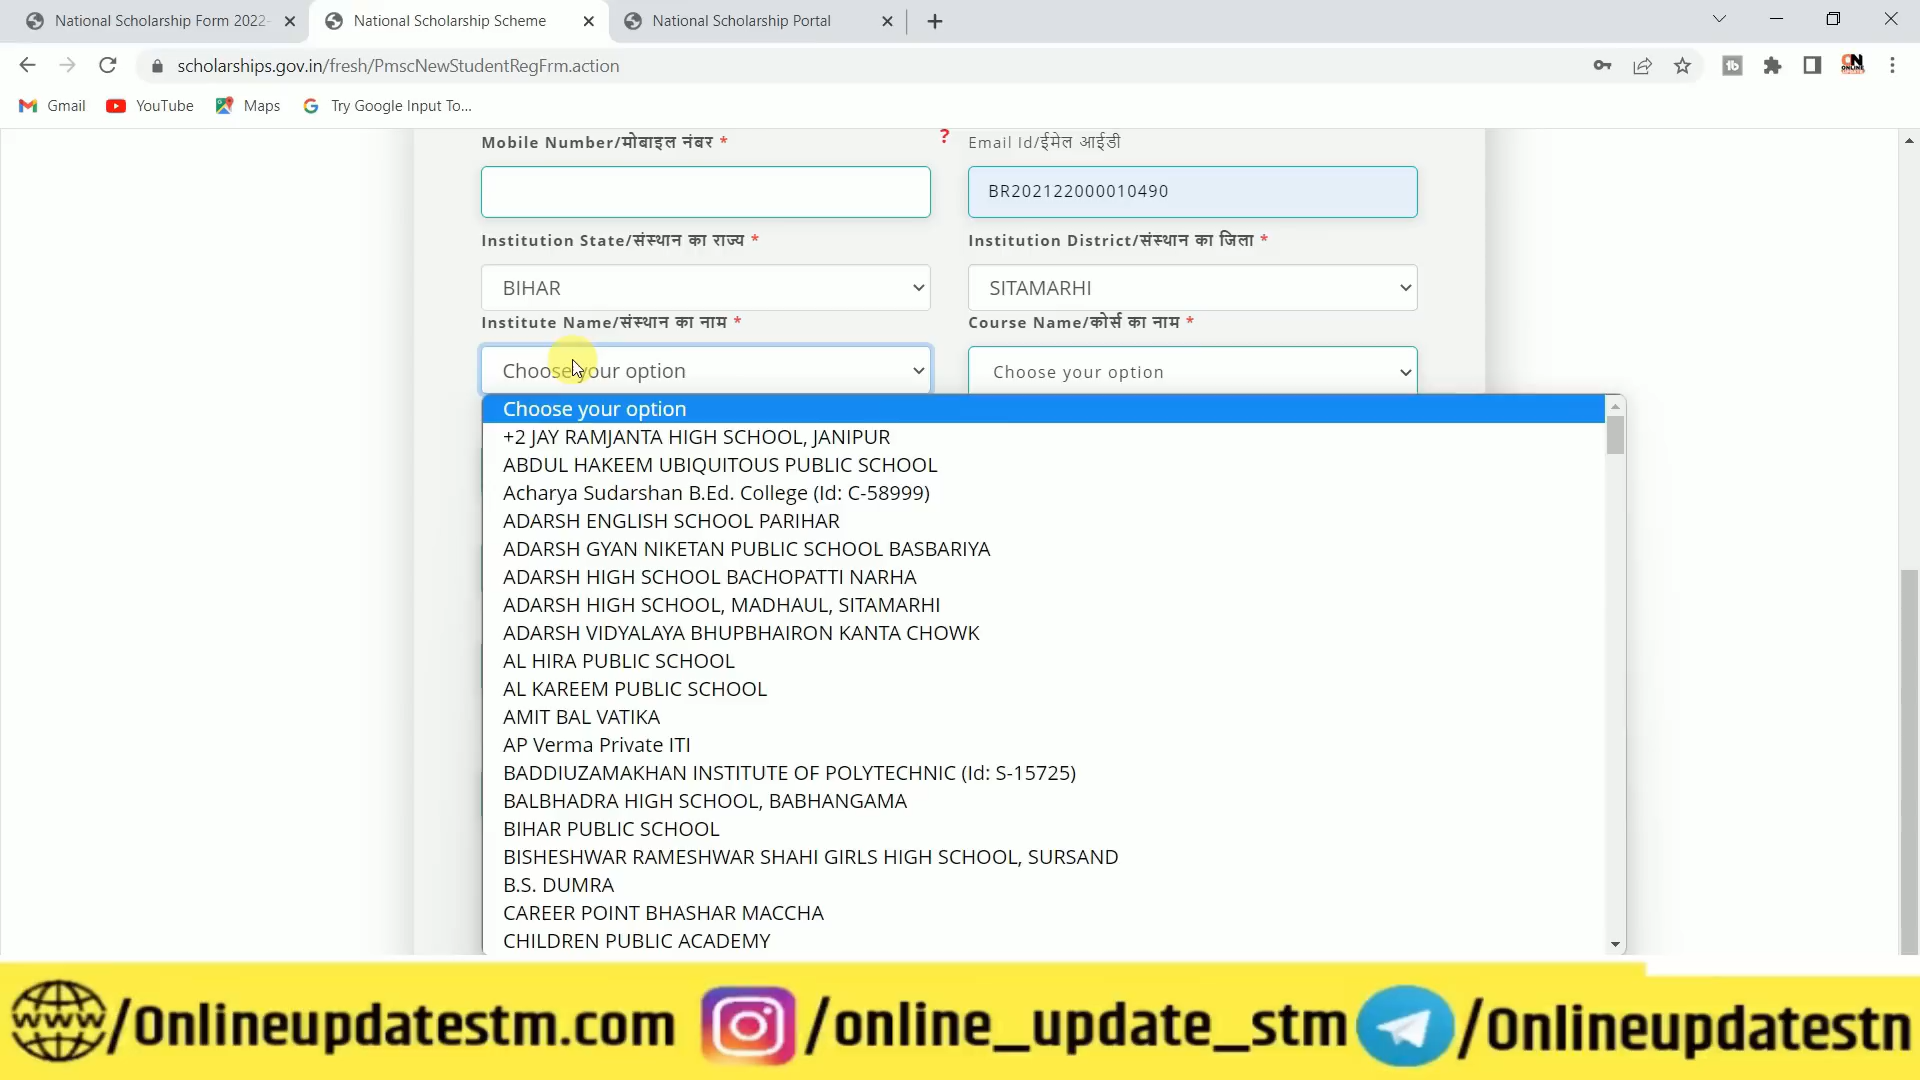 National Scholarship Form 2022-
National Scholarship Scheme
National Scholarship Portal
scholarships.gov.in/fresh/PmscNewStudentRegFrm.action
Gmail
YouTube
Maps
Try Google Input To...
Mobile Number/मोबाइल नंबर *
?
Email Id/ईमेल आईडी
BR202122000010490
Institution State/संस्थान का राज्य *
Institution District/संस्थान का जिला *
BIHAR
SITAMARHI
Institute Name/संस्थान का नाम *
Course Name/कोर्स का नाम *
Choose your option
Choose your option
Choose your option
+2 JAY RAMJANTA HIGH SCHOOL, JANIPUR
ABDUL HAKEEM UBIQUITOUS PUBLIC SCHOOL
Acharya Sudarshan B.Ed. College (Id: C-58999)
ADARSH ENGLISH SCHOOL PARIHAR
ADARSH GYAN NIKETAN PUBLIC SCHOOL BASBARIYA
ADARSH HIGH SCHOOL BACHOPATTI NARHA
ADARSH HIGH SCHOOL, MADHAUL, SITAMARHI
ADARSH VIDYALAYA BHUPBHAIRON KANTA CHOWK
AL HIRA PUBLIC SCHOOL
AL KAREEM PUBLIC SCHOOL
AMIT BAL VATIKA
AP Verma Private ITI
BADDIUZAMAKHAN INSTITUTE OF POLYTECHNIC (Id: S-15725)
BALBHADRA HIGH SCHOOL, BABHANGAMA
BIHAR PUBLIC SCHOOL
BISHESHWAR RAMESHWAR SHAHI GIRLS HIGH SCHOOL, SURSAND
B.S. DUMRA
CAREER POINT BHASHAR MACCHA
CHILDREN PUBLIC ACADEMY
www/Onlineupdatestm.com
/online_update_stm
/Onlineupdatestn